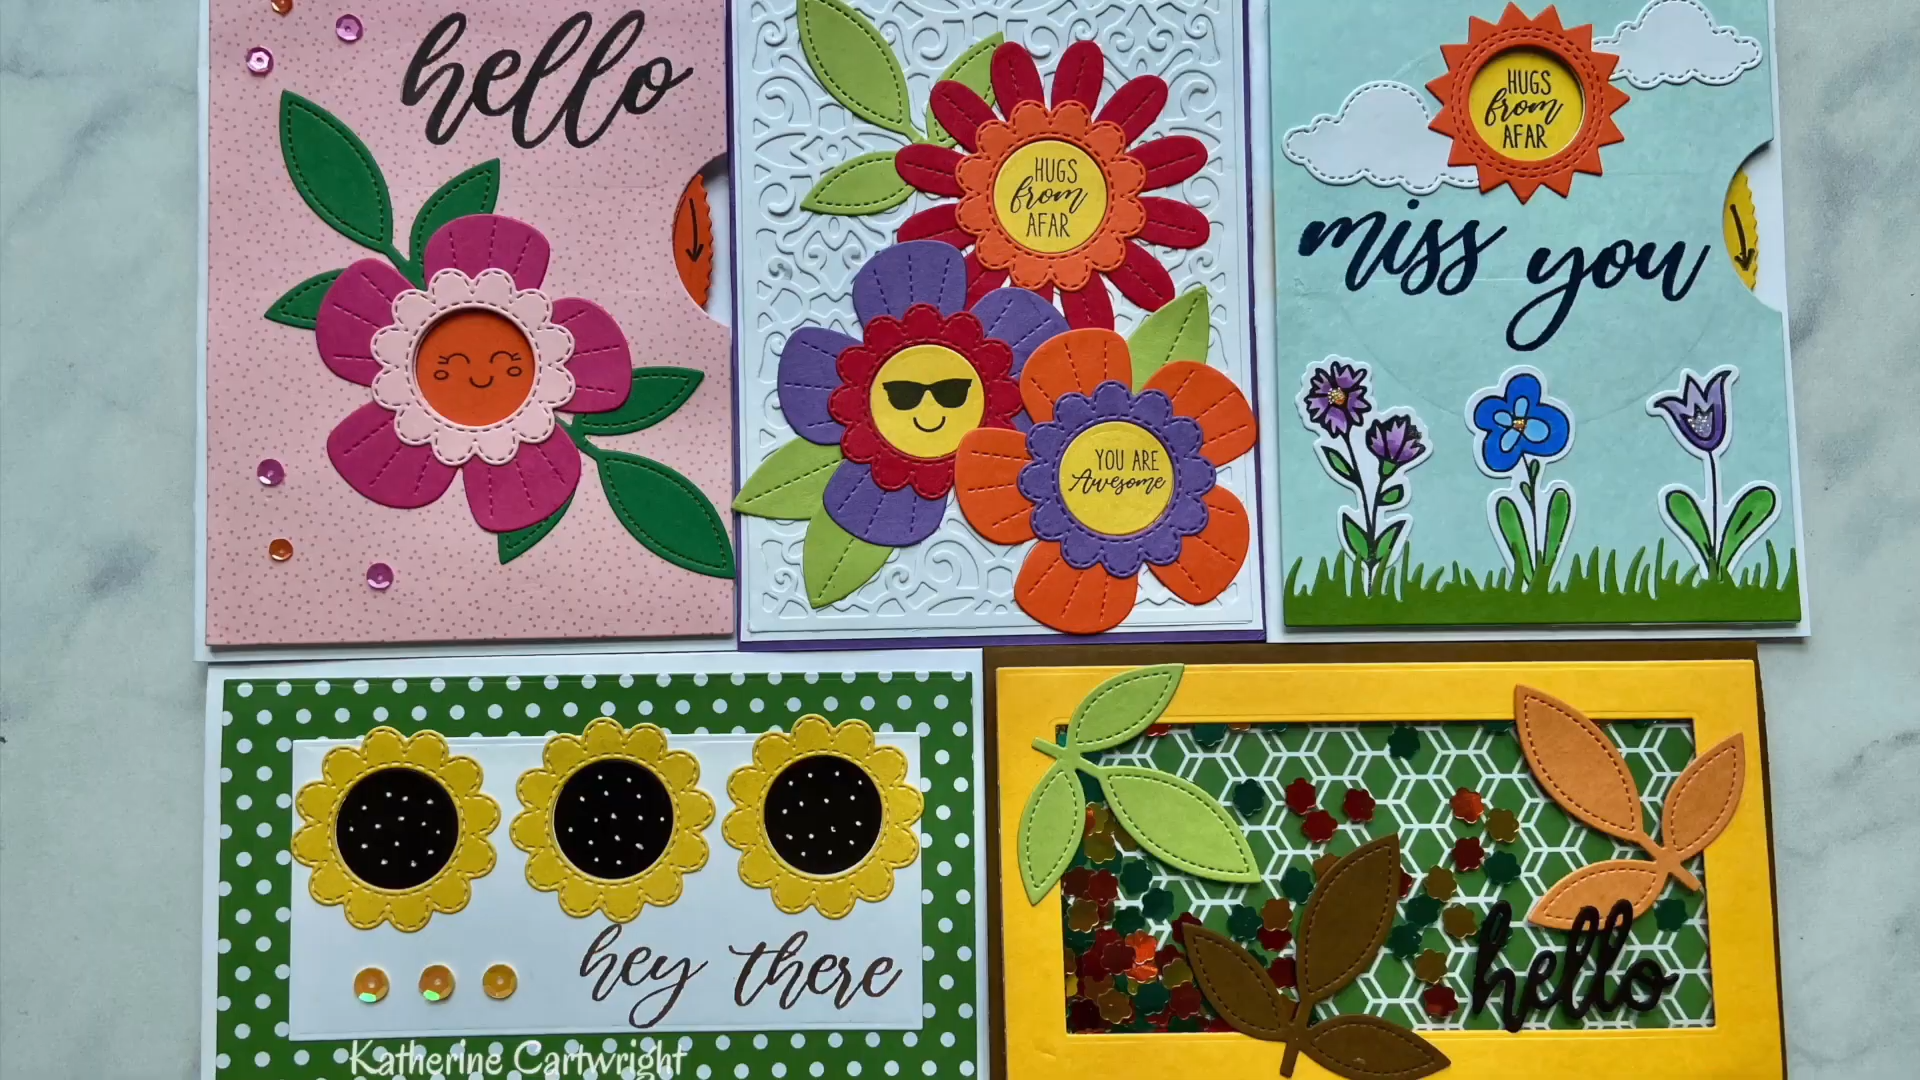 hello
HUGS
from
AFAR
YOU ARE
Awesome
HUGS
from
AFAR
miss you
hey there
hello
Katherine Cartwright